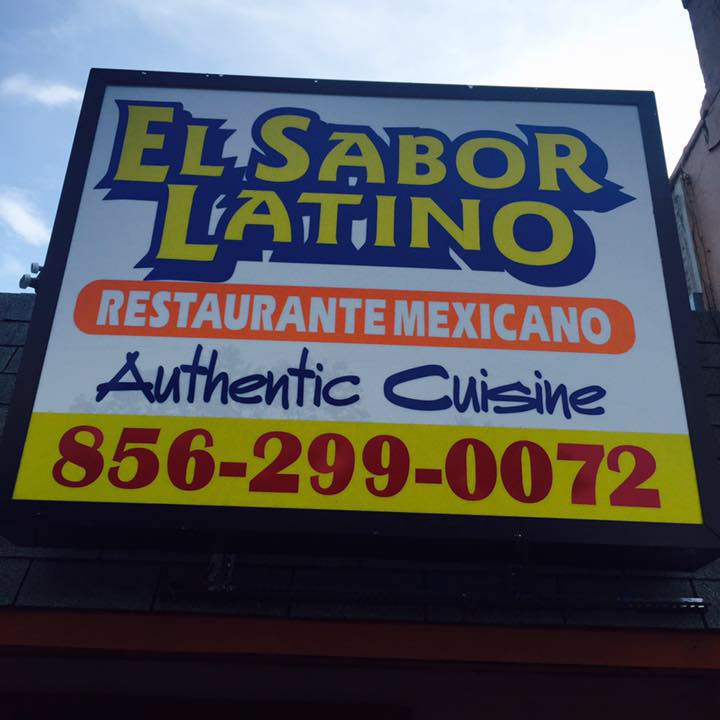 EL SABOR
LATINO
RESTAURANTE MEXICANO
Authentic Cuisine
856-299-0072